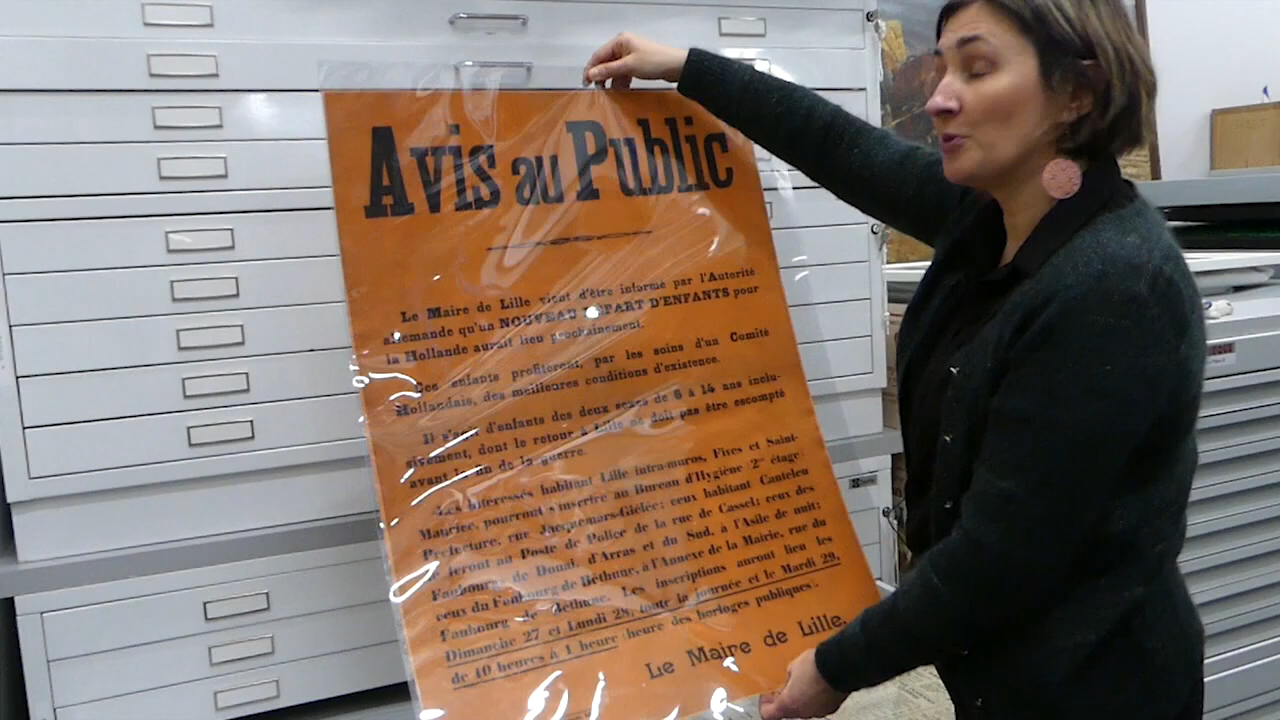 Avis au Public
Le Maire de Lille vient d'être informé par l'Autorité
allemande qu'un NOUVEAU DÉPART D'ENFANTS pour
la Hollande aurait lieu prochainement.
Ces enfants profiteront, par les soins d'un Comité
Hollandais, des meilleures conditions d'existence.
Il s'agit d'enfants des deux sexes de 6 à 14 ans inclu-
sivement, dont le retour à Lille ne doit pas être escompté
avant la fin de la guerre.
Les intéressés habitant Lille intra-muros, Fives et Saint-
Maurice, pourront s'inscrire au Bureau d'Hygiène (2me étage)
Préfecture, rue Jacquemars-Giélée; ceux habitant Canteleu
le feront au Poste de Police de la rue de Cassel; ceux des
Faubourgs de Douai, d'Arras et du Sud, à l'Asile de nuit;
ceux du Faubourg de Béthune, à l'Annexe de la Mairie, rue du
Faubourg de Béthune. Les inscriptions auront lieu les
Dimanche 27 et Lundi 28, toute la journée et le Mardi 29,
de 10 heures à 1 heure (heure des horloges publiques).
Le Maire de Lille.